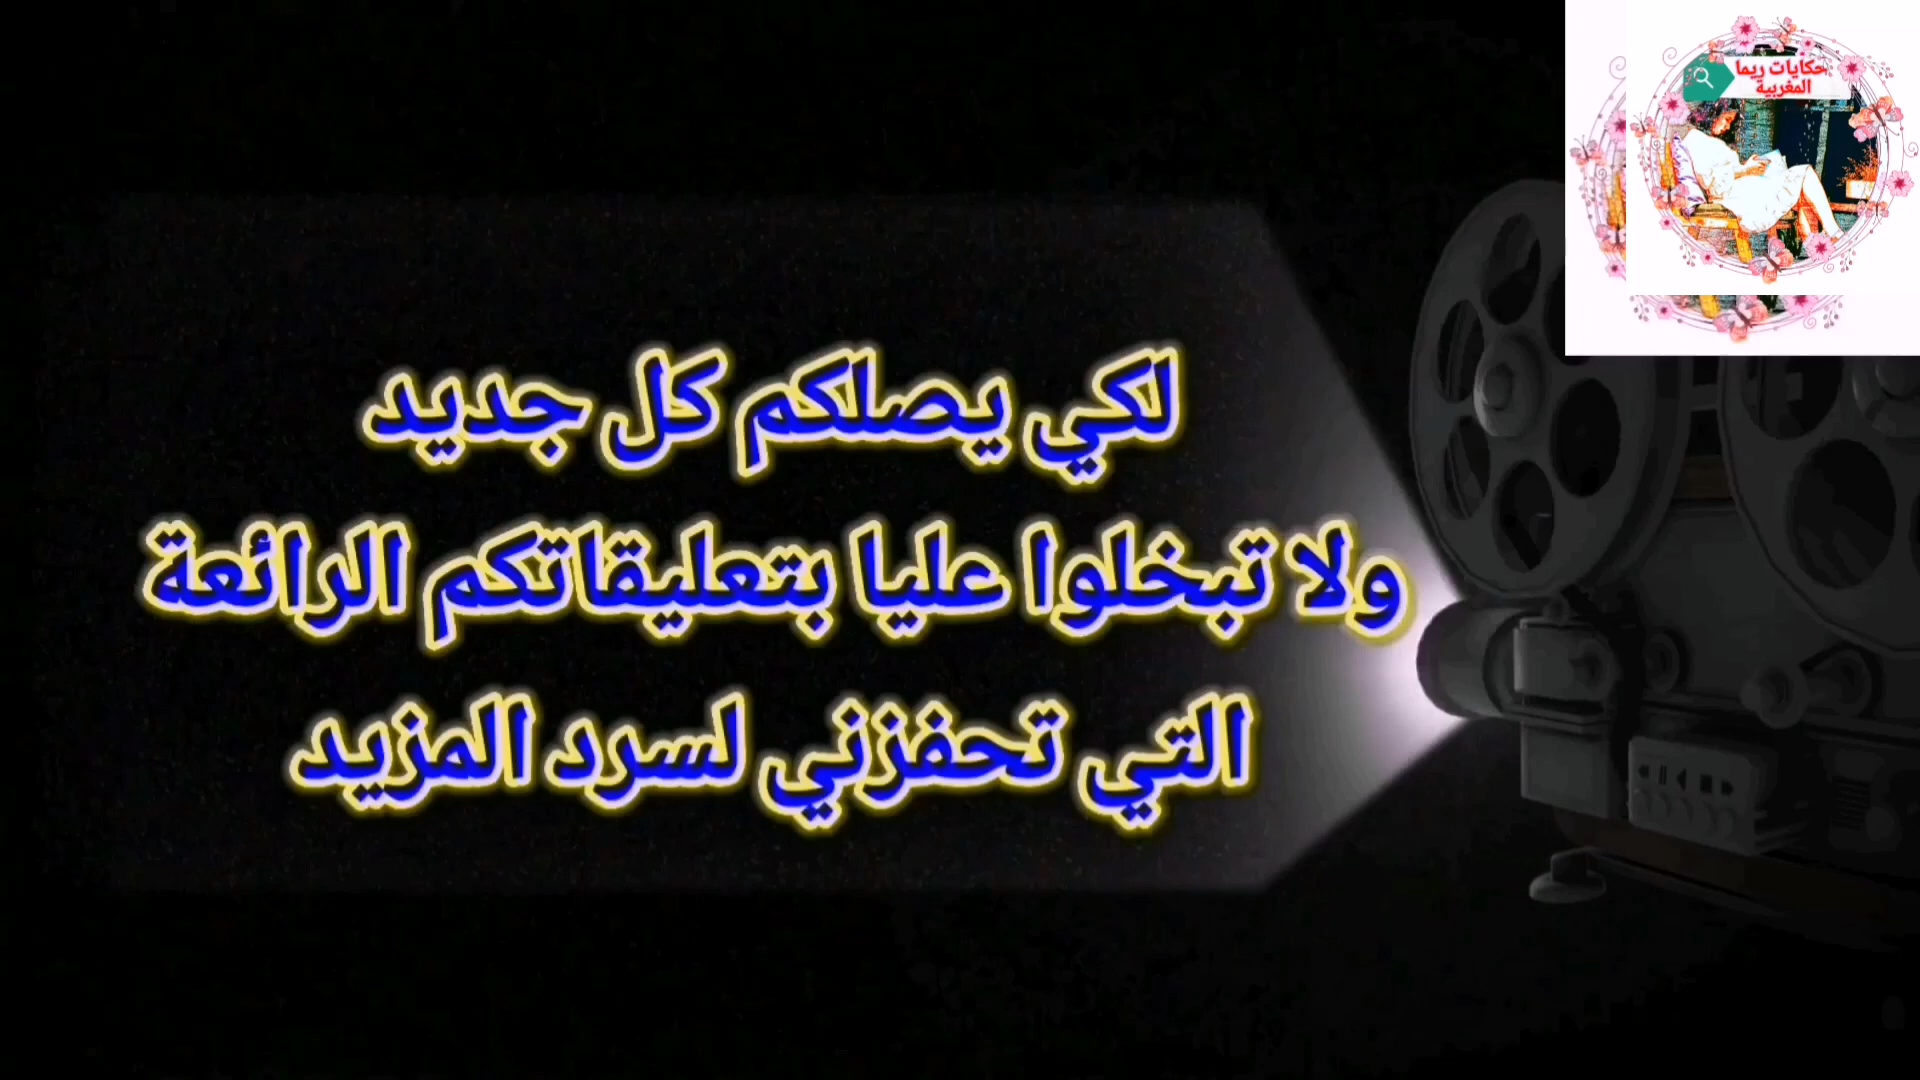 حكايات ريما
المغربية
لكي يصلكم كل جديد
ولا تبخلوا عليا بتعليقاتكم الرائعة
التي تحفزني لسرد المزيد